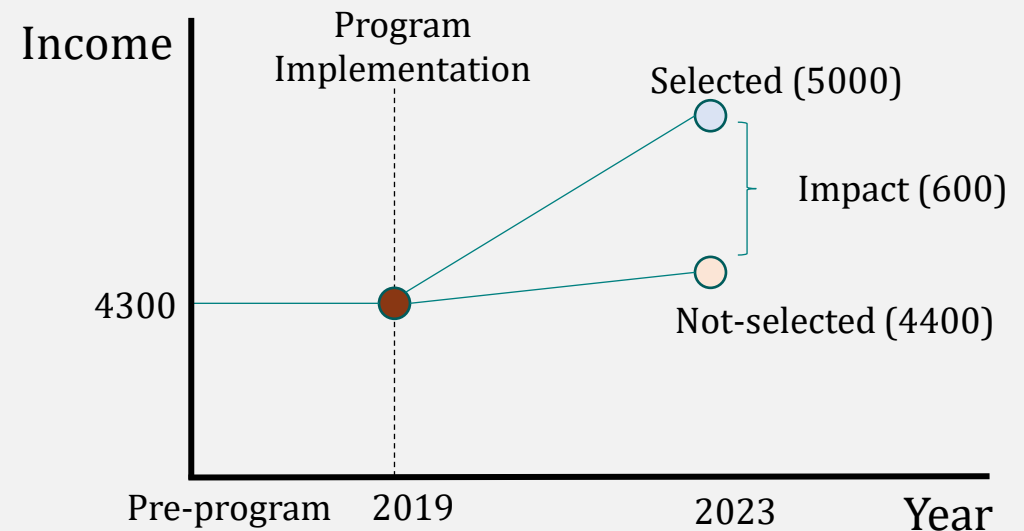 Income
Program
Implementation
Selected (5000)
Impact (600)
4300
Not-selected (4400)
Pre-program
2019
2023
Year